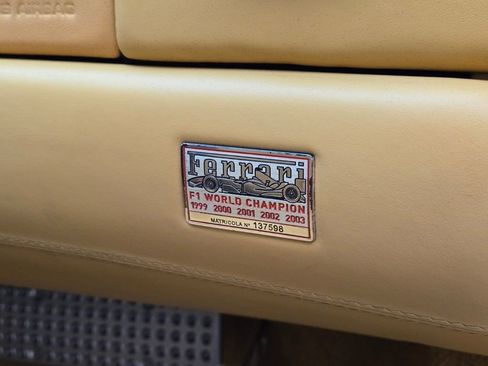 AIRBAG
Ferrari
F1 WORLD CHAMPION
1999 2000 2001 2002 2003
MATRICOLA N° 137598